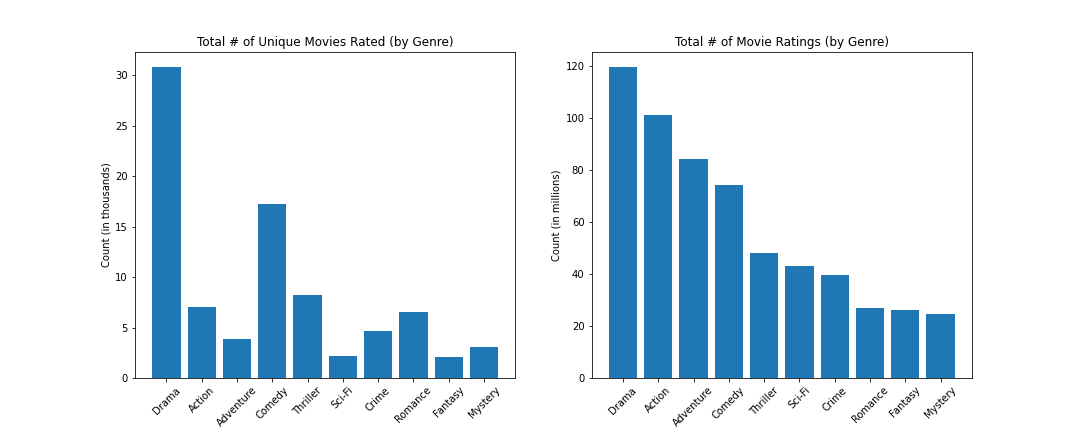 Total # of Unique Movies Rated (by Genre)
Count (in thousands)
30
25
20
15
10
5
0
Drama
Action
Adventure
Comedy
Thriller
Sci-Fi
Crime
Romance
Fantasy
Mystery
Total # of Movie Ratings (by Genre)
Count (in millions)
120
100
80
60
40
20
0
Drama
Action
Adventure
Comedy
Thriller
Sci-Fi
Crime
Romance
Fantasy
Mystery